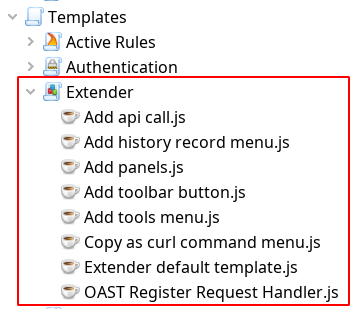 Templates
Active Rules
Authentication
Extender
Add api call.js
Add history record menu.js
Add panels.js
Add toolbar button.js
Add tools menu.js
Copy as curl command menu.js
Extender default template.js
OAST Register Request Handler.js